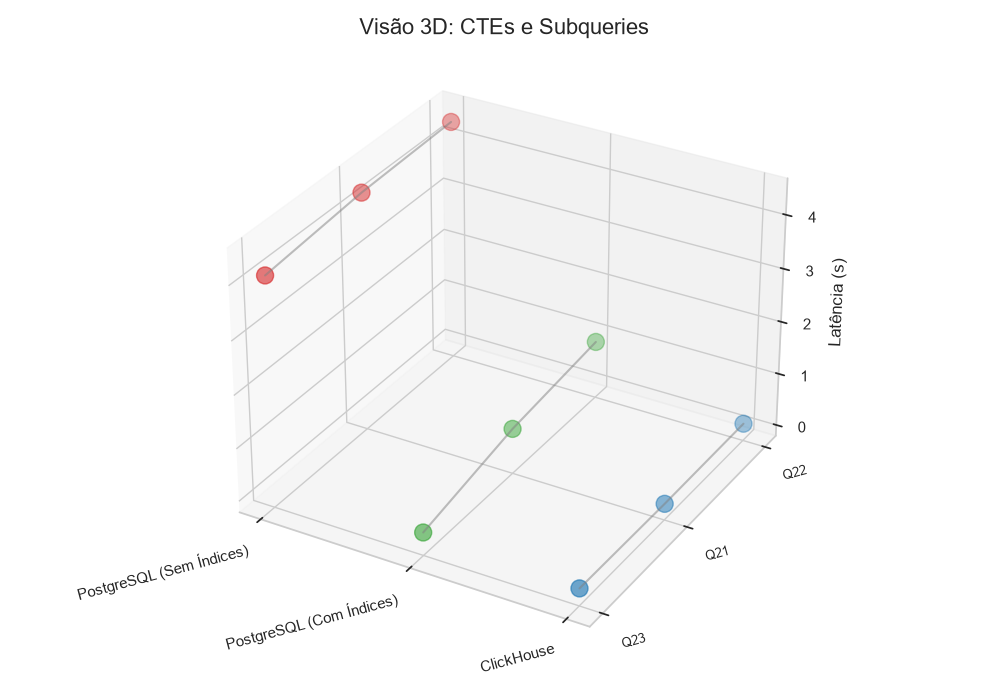 Visão 3D: CTEs e Subqueries
4
3
2
1
0
Latência (s)
Q22
Q21
Q23
PostgreSQL (Sem Índices)
PostgreSQL (Com Índices)
ClickHouse